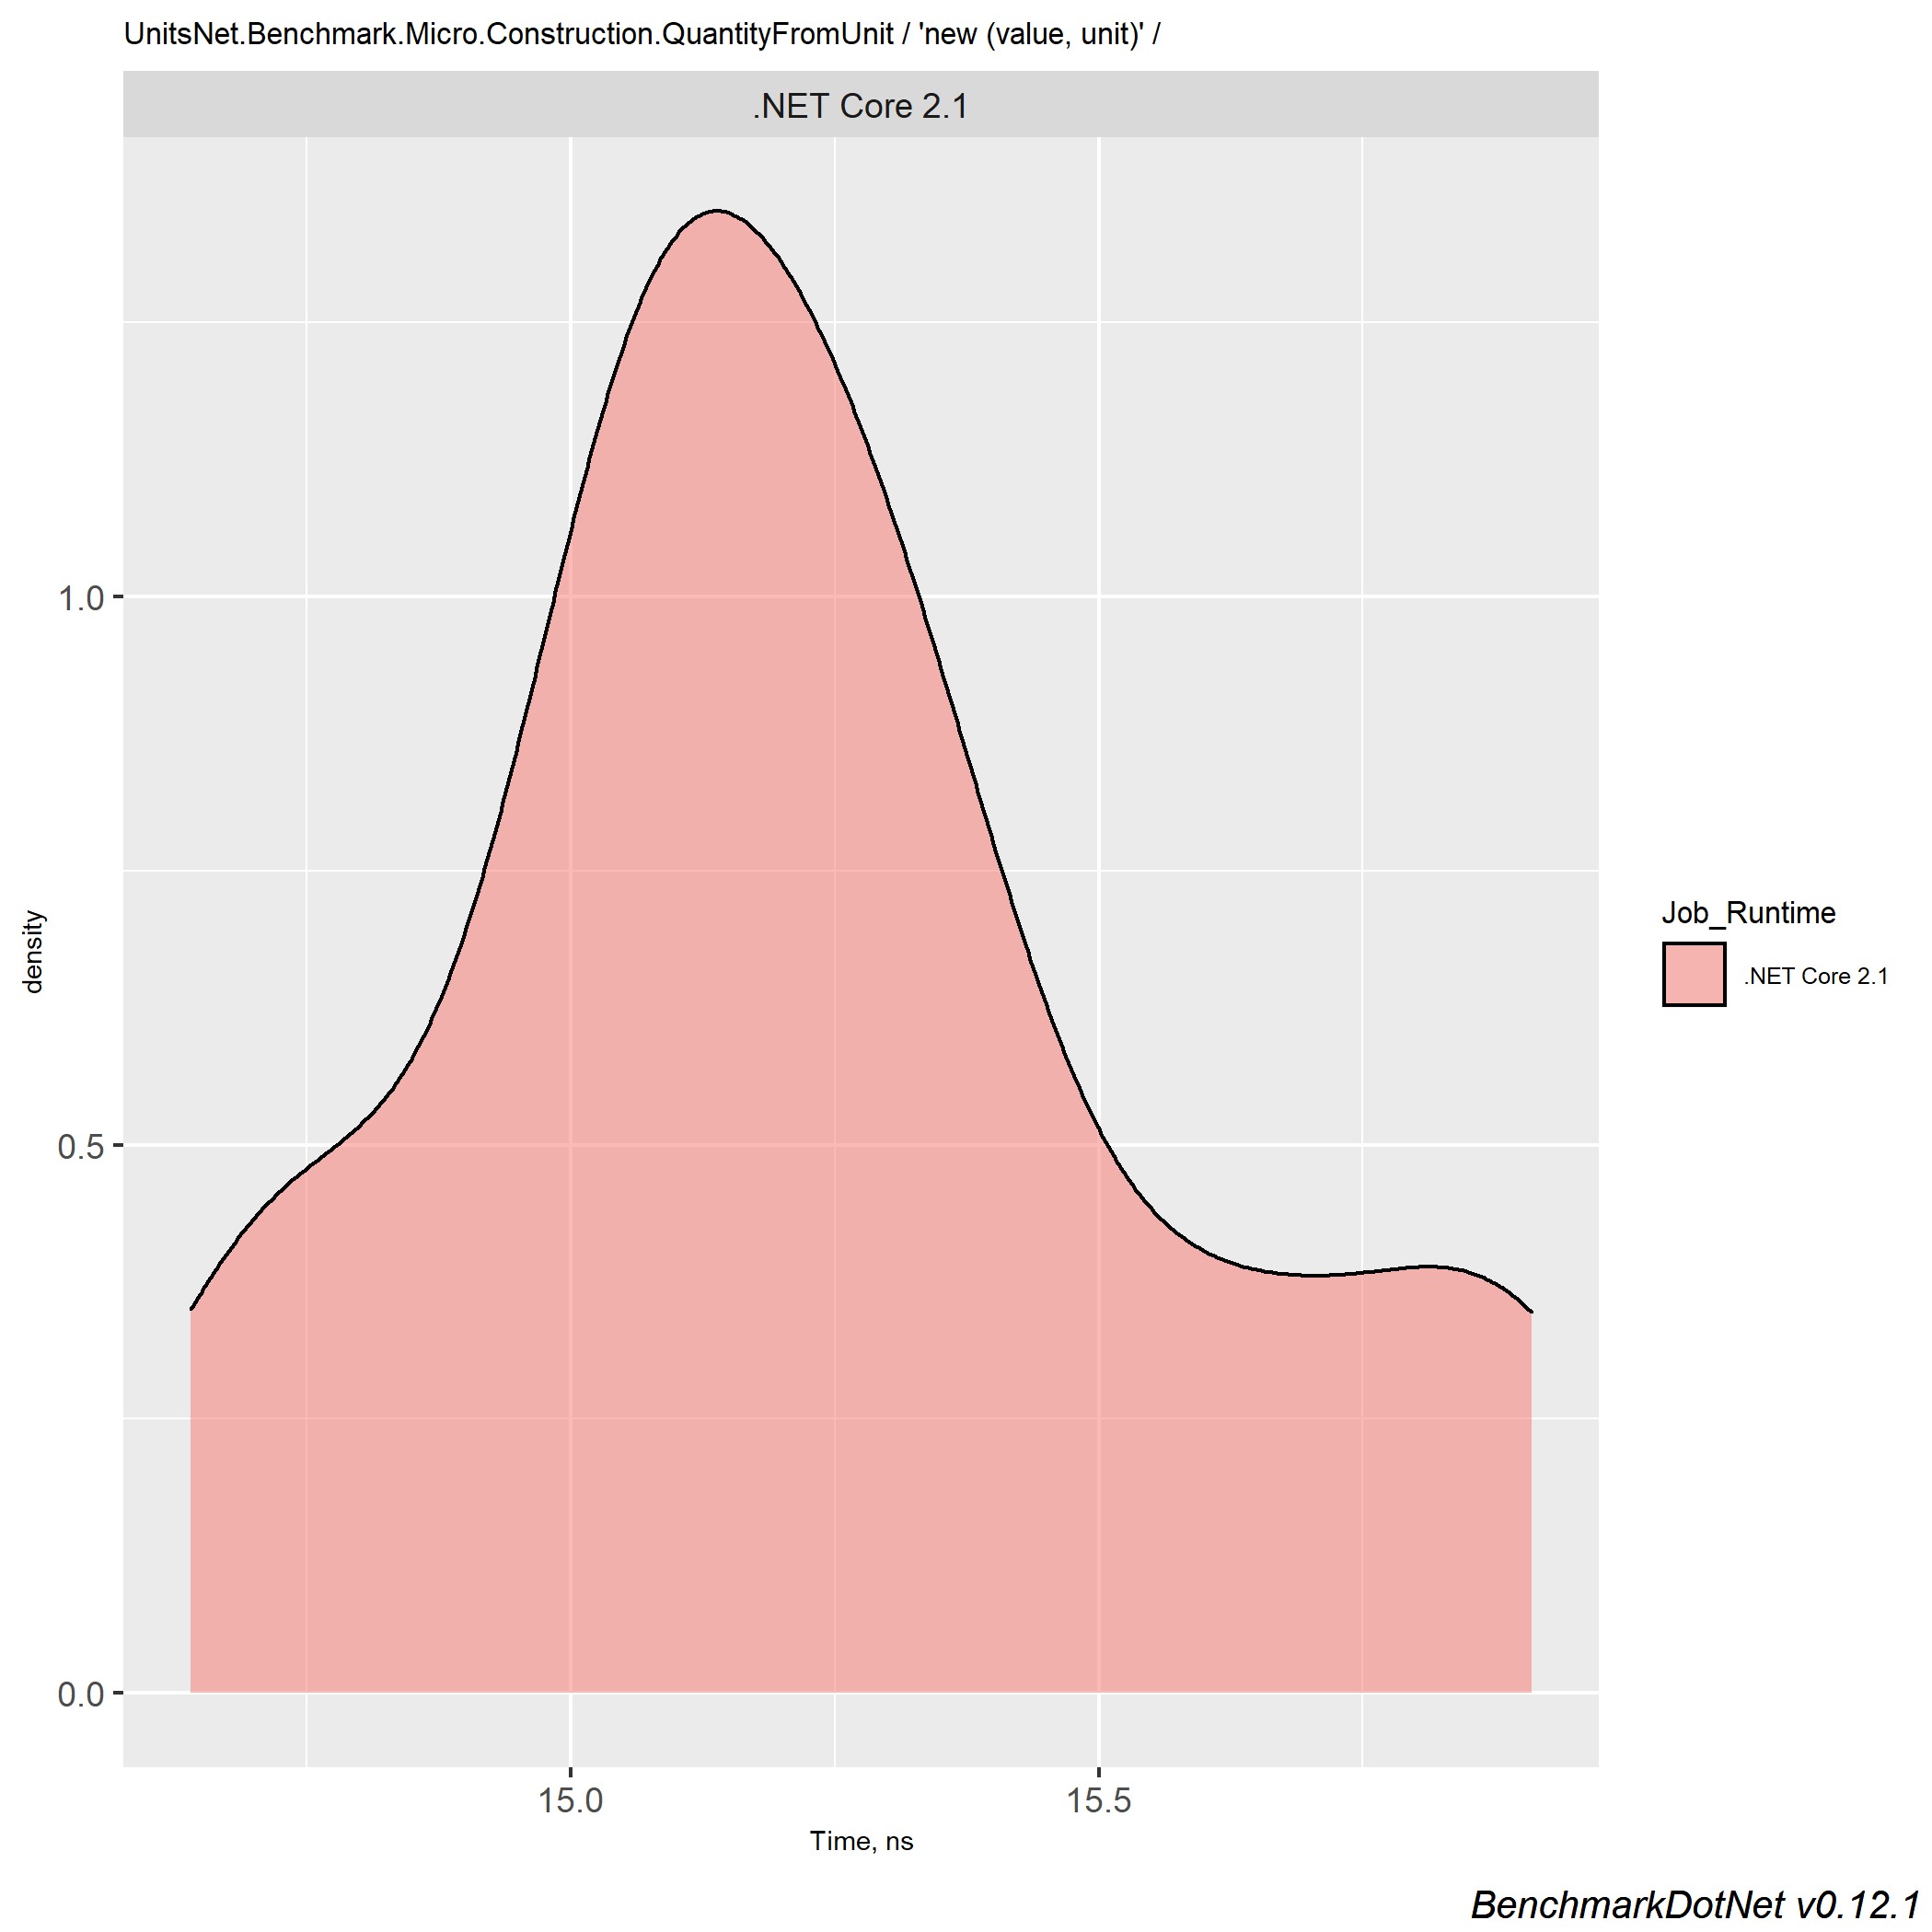 UnitsNet.Benchmark.Micro.Construction.QuantityFromUnit / 'new (value, unit)' /
.NET Core 2.1
1.0
0.5
0.0
density
15.0
15.5
Time, ns
Job_Runtime
.NET Core 2.1
BenchmarkDotNet v0.12.1